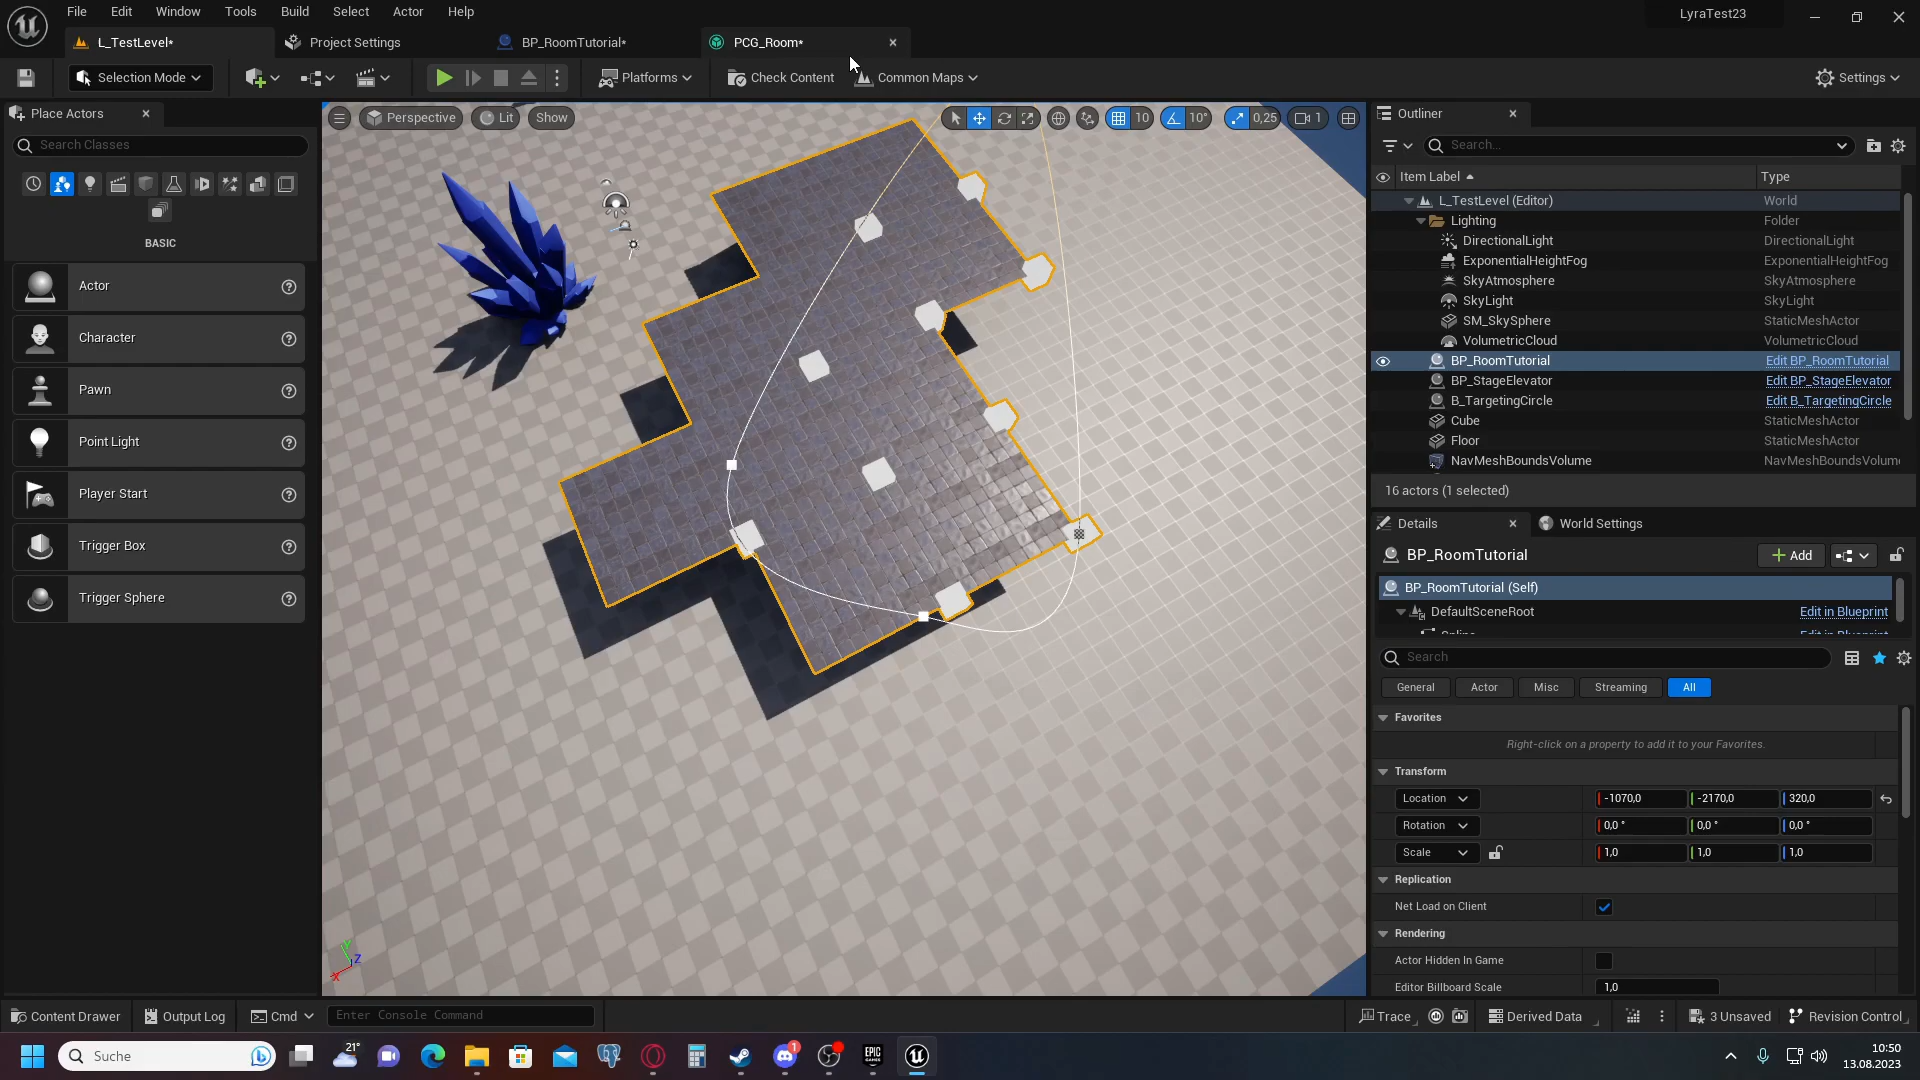 File Edit Window Tools Build Select Actor Help
LyraTest23
L_TestLevel*
Project Settings
BP_RoomTutorial*
PCG_Room*
Selection Mode
Platforms
Check Content
Common Maps
Settings
Place Actors
Search Classes
BASIC
Actor
Character
Pawn
Point Light
Player Start
Trigger Box
Trigger Sphere
Perspective
Lit
Show
10
10°
0,25
1
Y
Z
X
Outliner
Search...
Item Label
Type
L_TestLevel (Editor) World
Lighting Folder
DirectionalLight DirectionalLight
ExponentialHeightFog ExponentialHeightFog
SkyAtmosphere SkyAtmosphere
SkyLight SkyLight
SM_SkySphere StaticMeshActor
VolumetricCloud VolumetricCloud
BP_RoomTutorial Edit BP_RoomTutorial
BP_StageElevator Edit BP_StageElevator
B_TargetingCircle Edit B_TargetingCircle
Cube StaticMeshActor
Floor StaticMeshActor
NavMeshBoundsVolume NavMeshBoundsVolum
16 actors (1 selected)
Details
World Settings
BP_RoomTutorial
Add
BP_RoomTutorial (Self)
DefaultSceneRoot Edit in Blueprint
Search
General Actor Misc Streaming All
Favorites
Right-click on a property to add it to your Favorites.
Transform
Location -1070,0 -2170,0 320,0
Rotation 0,0 ° 0,0 ° 0,0 °
Scale 1,0 1,0 1,0
Replication
Net Load on Client
Rendering
Actor Hidden In Game
Editor Billboard Scale 1,0
Content Drawer
Output Log
Cmd
Enter Console Command
Trace
Derived Data
3 Unsaved
Revision Control
Suche
21°
1
EPIC
GAMES
10:50
13.08.2023